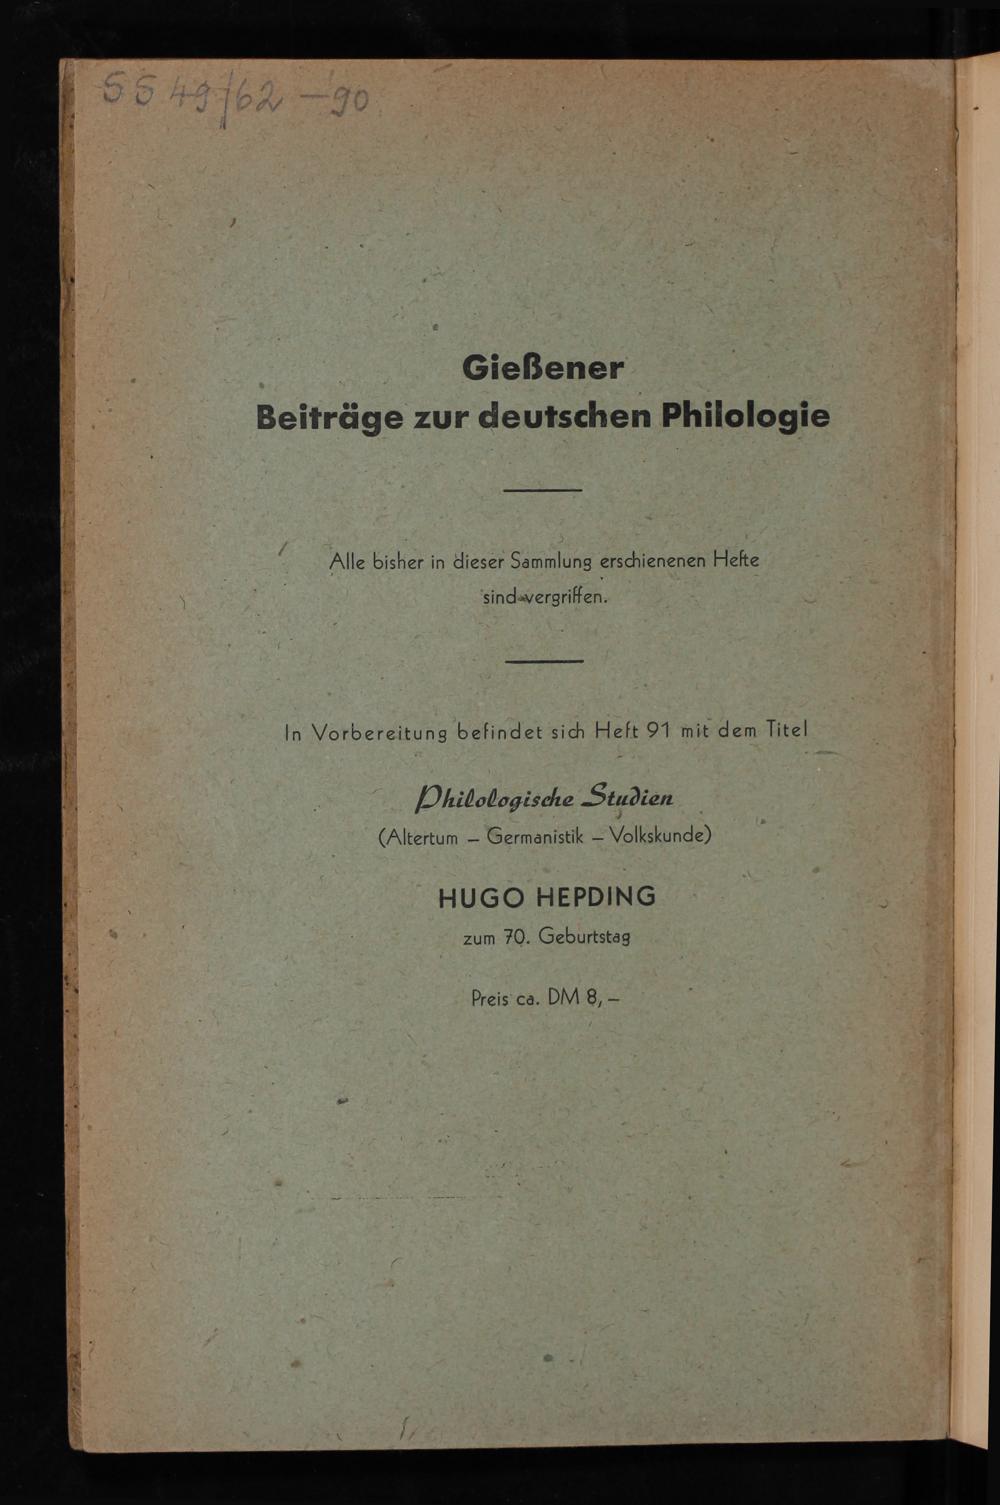 SS 49/62 – 90
Gießener
Beiträge zur deutschen Philologie
Alle bisher in dieser Sammlung erschienenen Hefte
sind vergriffen.
In Vorbereitung befindet sich Heft 91 mit dem Titel
Philologische Studien
(Altertum – Germanistik – Volkskunde)
HUGO HEPDING
zum 70. Geburtstag
Preis ca. DM 8, –